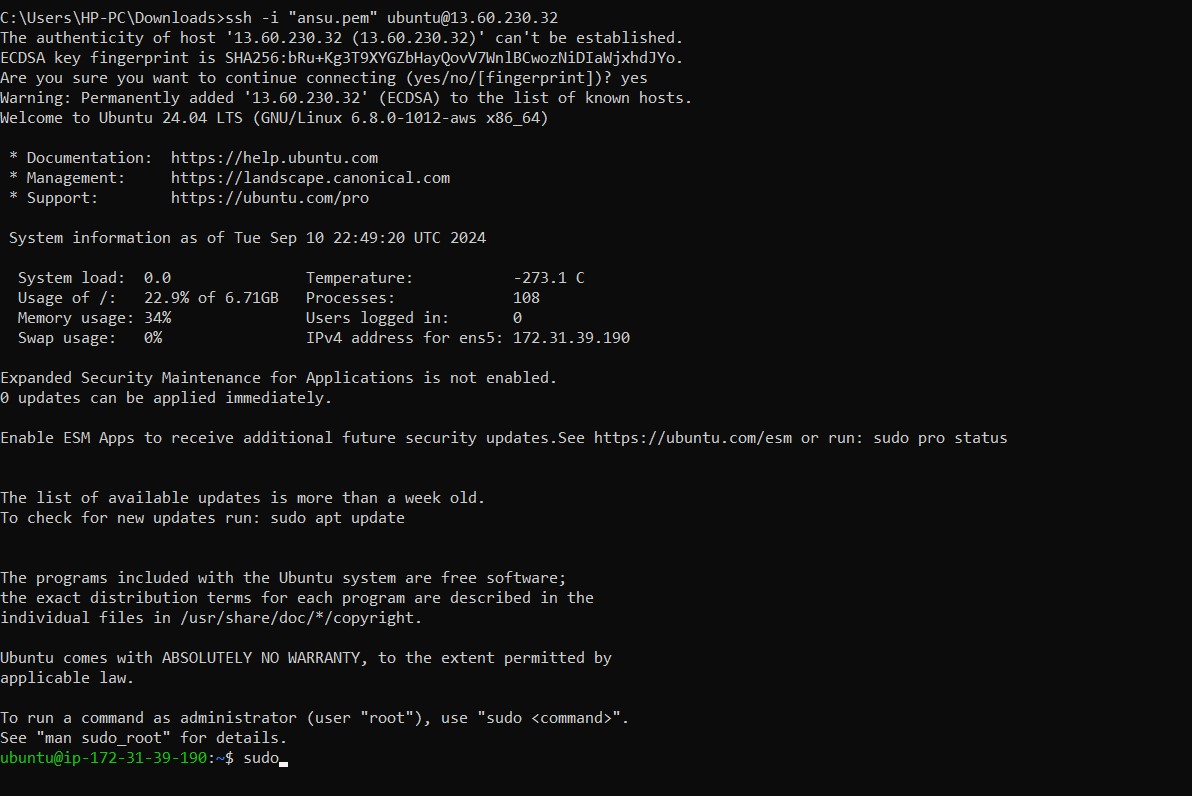 C:\Users\HP-PC\Downloads>ssh -i "ansu.pem" ubuntu@13.60.230.32
The authenticity of host '13.60.230.32 (13.60.230.32)' can't be established.
ECDSA key fingerprint is SHA256:bRu+Kg3T9XYGZbHayQovV7WnlBCwozNiDIaWjxhdJYo.
Are you sure you want to continue connecting (yes/no/[fingerprint])? yes
Warning: Permanently added '13.60.230.32' (ECDSA) to the list of known hosts.
Welcome to Ubuntu 24.04 LTS (GNU/Linux 6.8.0-1012-aws x86_64)
* Documentation:  https://help.ubuntu.com
* Management:     https://landscape.canonical.com
* Support:        https://ubuntu.com/pro
System information as of Tue Sep 10 22:49:20 UTC 2024
System load:  0.0               Temperature:           -273.1 C
Usage of /:   22.9% of 6.71GB   Processes:             108
Memory usage: 34%               Users logged in:       0
Swap usage:   0%                IPv4 address for ens5: 172.31.39.190
Expanded Security Maintenance for Applications is not enabled.
0 updates can be applied immediately.
Enable ESM Apps to receive additional future security updates.See https://ubuntu.com/esm or run: sudo pro status
The list of available updates is more than a week old.
To check for new updates run: sudo apt update
The programs included with the Ubuntu system are free software;
the exact distribution terms for each program are described in the
individual files in /usr/share/doc/*/copyright.
Ubuntu comes with ABSOLUTELY NO WARRANTY, to the extent permitted by
applicable law.
To run a command as administrator (user "root"), use "sudo <command>".
See "man sudo_root" for details.
ubuntu@ip-172-31-39-190:~$ sudo